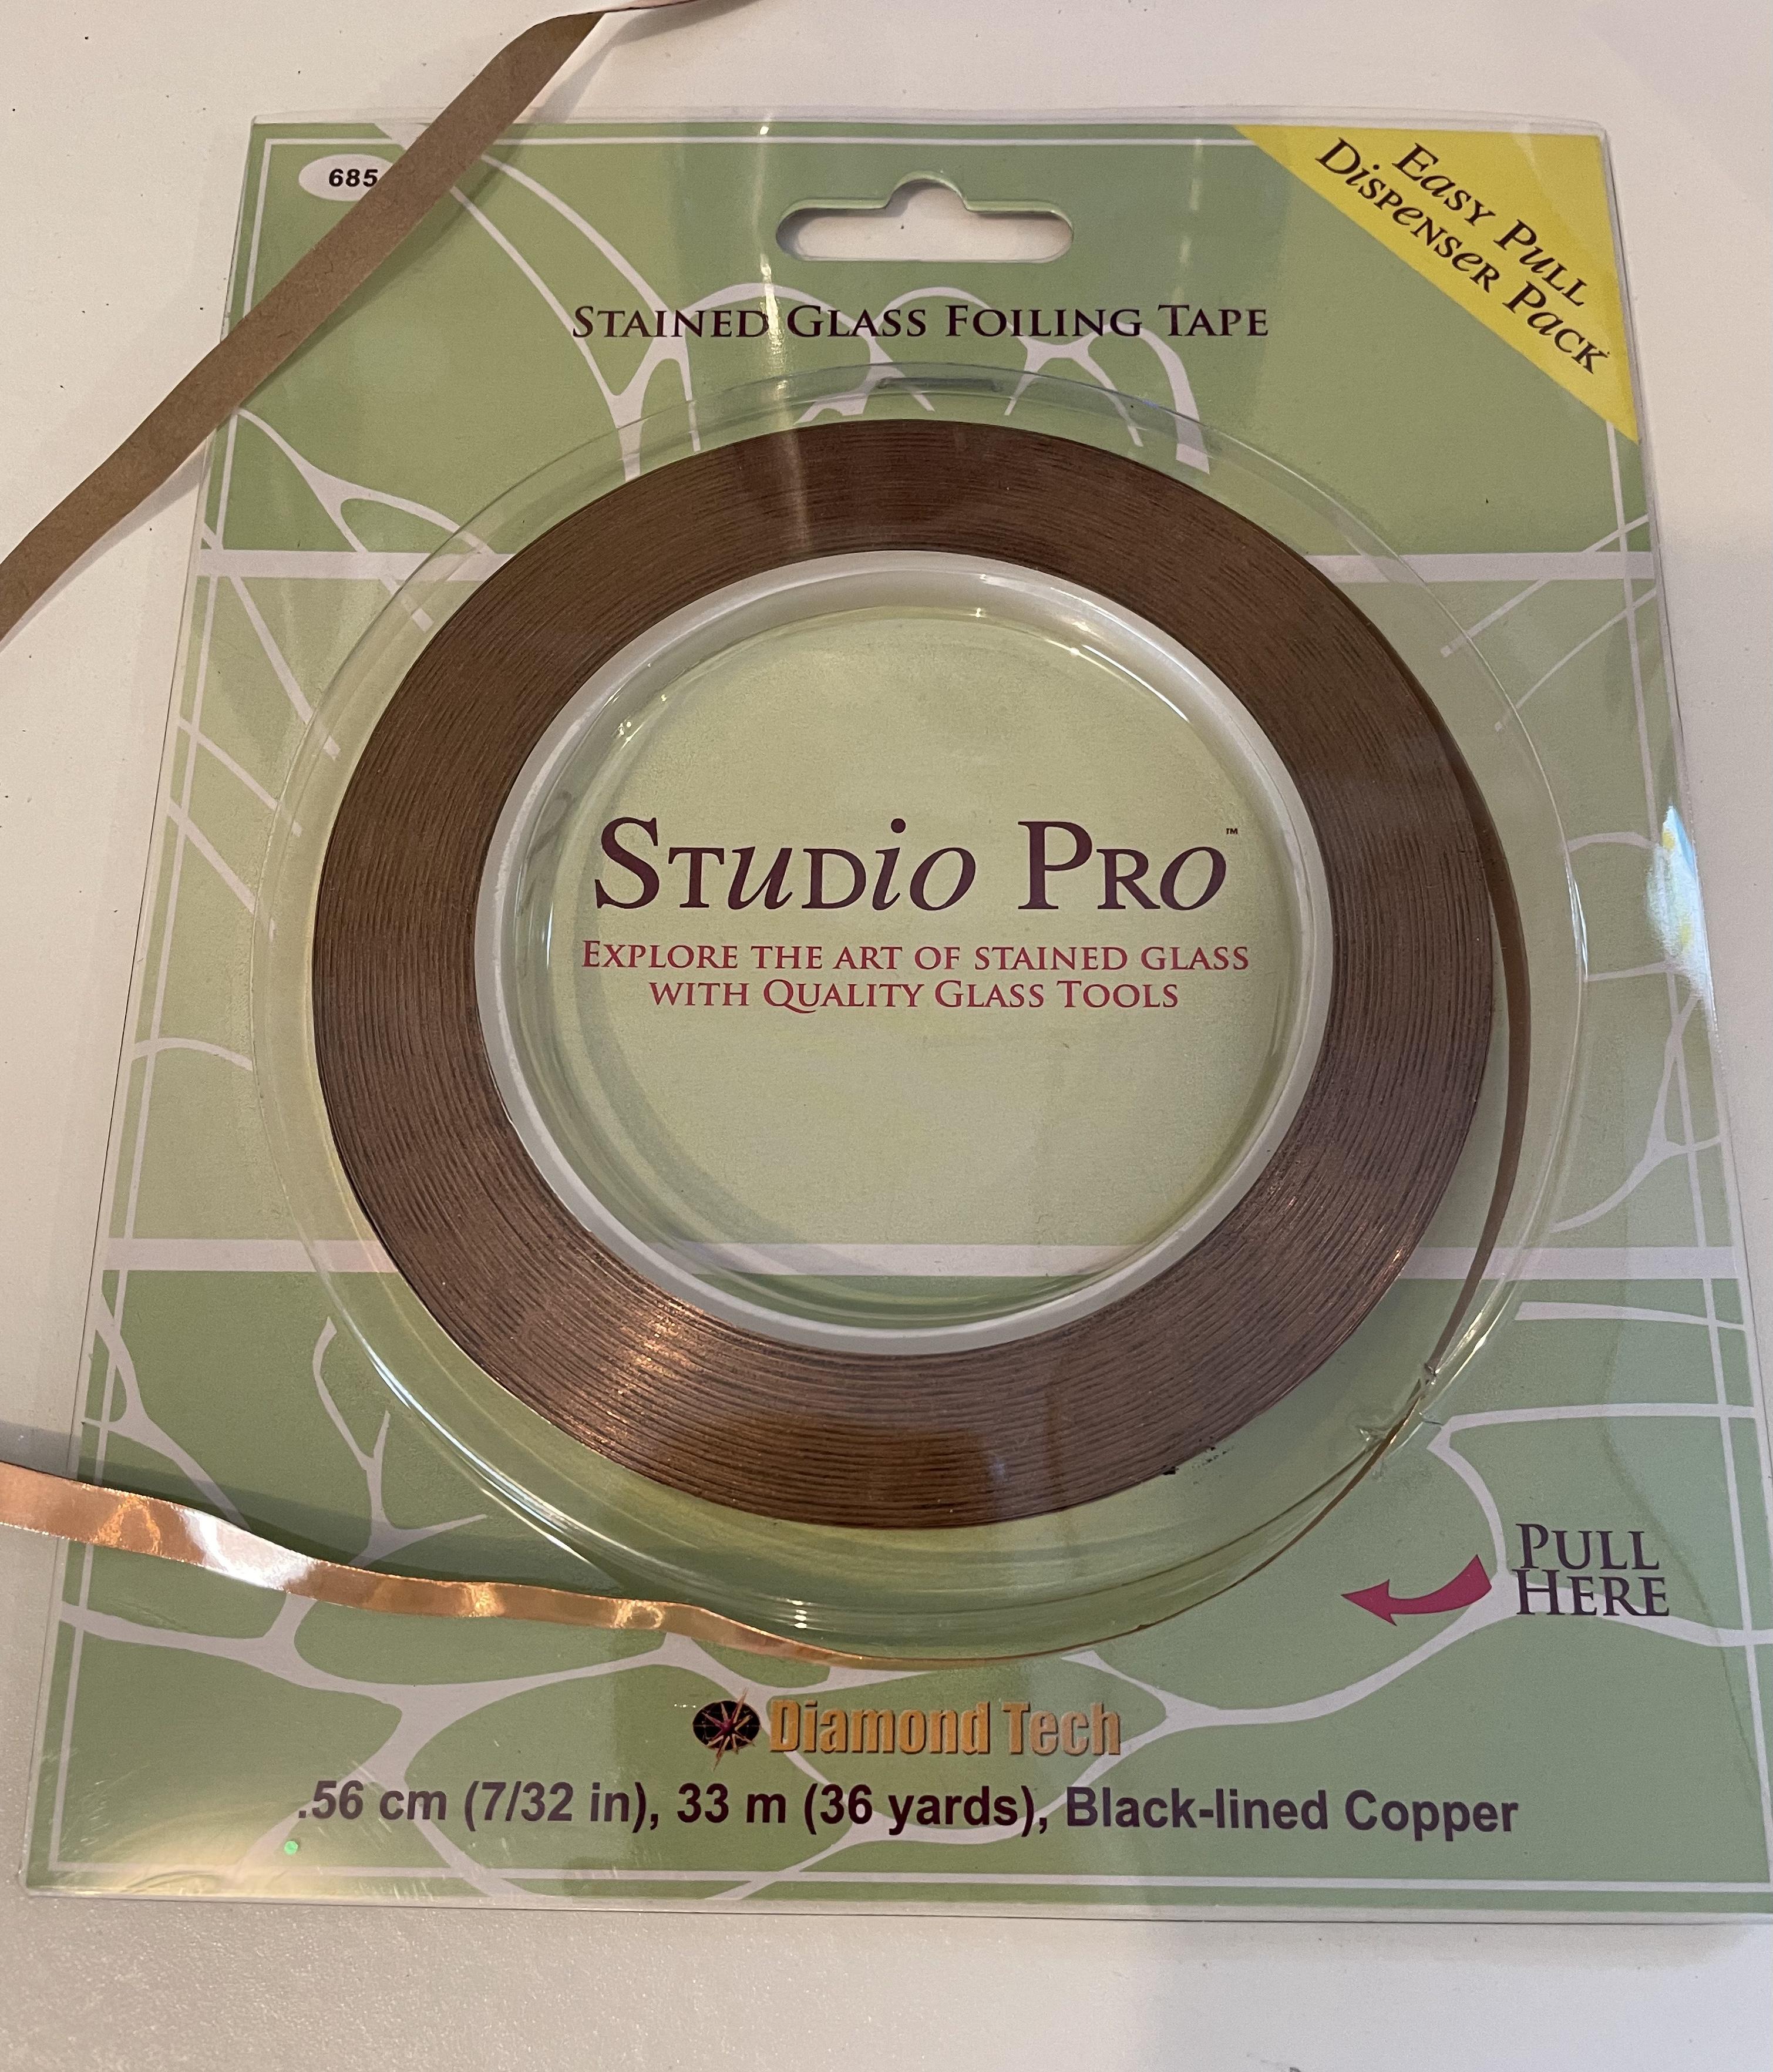 685
Easy Pull
Dispenser Pack
Stained Glass Foiling Tape
Studio Pro™
Explore the art of stained glass
with Quality Glass Tools
Pull
Here
Diamond Tech
.56 cm (7/32 in), 33 m (36 yards), Black-lined Copper